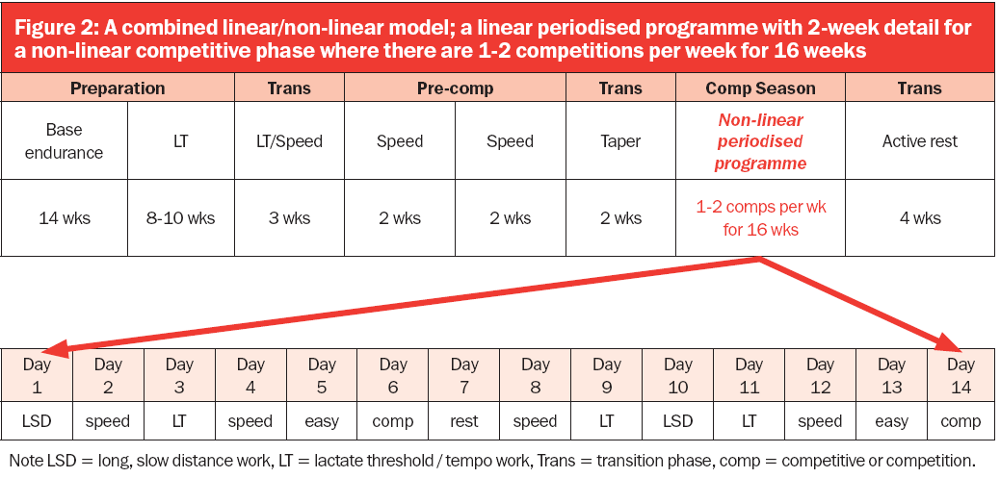 Figure 2: A combined linear/non-linear model; a linear periodised programme with 2-week detail for
a non-linear competitive phase where there are 1-2 competitions per week for 16 weeks
Preparation Trans Pre-comp Trans Comp Season Trans
Base
endurance
LT
LT/Speed
Speed
Speed
Taper
Non-linear
periodised
programme
Active rest
14 wks
8-10 wks
3 wks
2 wks
2 wks
2 wks
1-2 comps per wk
for 16 wks
4 wks
Day Day Day Day Day Day Day Day Day Day Day Day Day Day
1 2 3 4 5 6 7 8 9 10 11 12 13 14
LSD speed LT speed easy comp rest speed LT LSD LT speed easy comp
Note LSD = long, slow distance work, LT = lactate threshold / tempo work, Trans = transition phase, comp = competitive or competition.